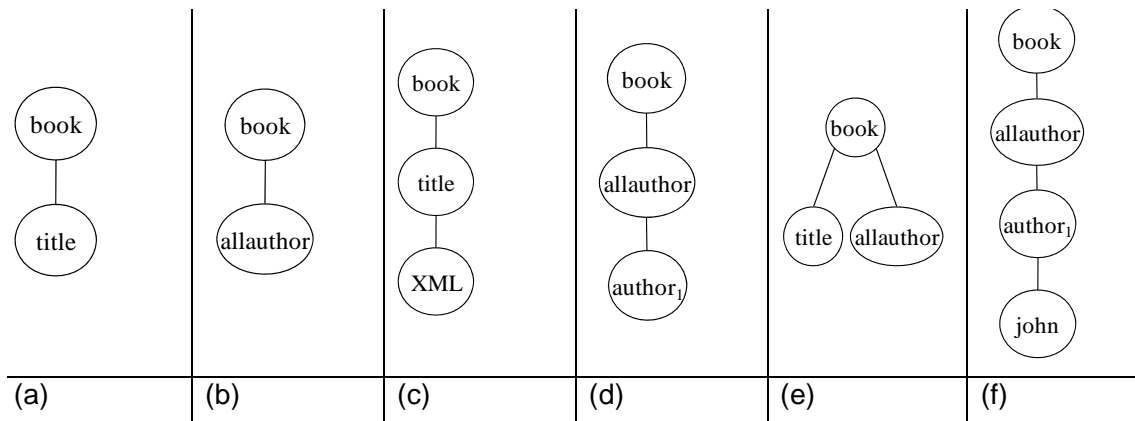 book
title
book
allauthor
book
title
XML
book
allauthor
author₁
book
title allauthor
book
allauthor
author₁
john
(a) (b) (c) (d) (e) (f)